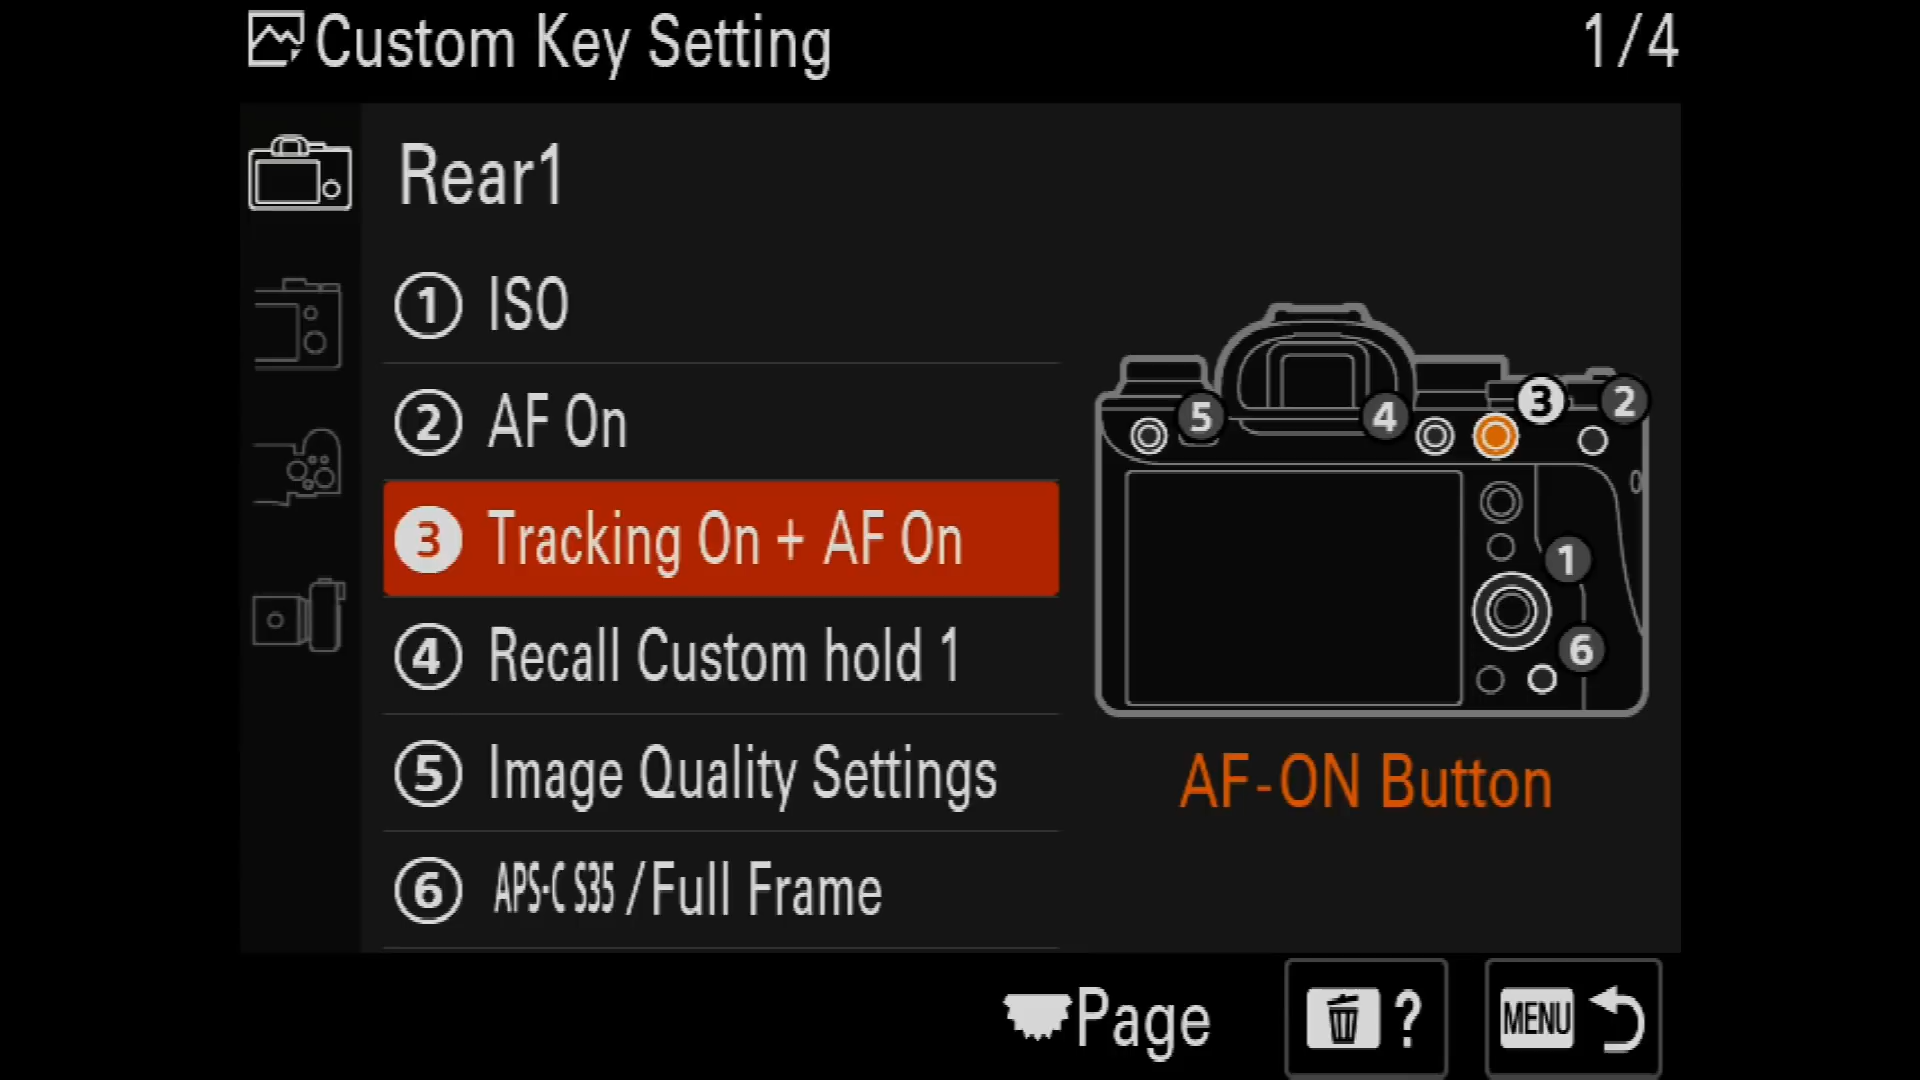 Custom Key Setting 1/4
Rear1
① ISO
② AF On
③ Tracking On + AF On
④ Recall Custom hold 1
⑤ Image Quality Settings
⑥ APS-C S35 / Full Frame
5 4 3 2
1
6
AF-ON Button
Page ? MENU